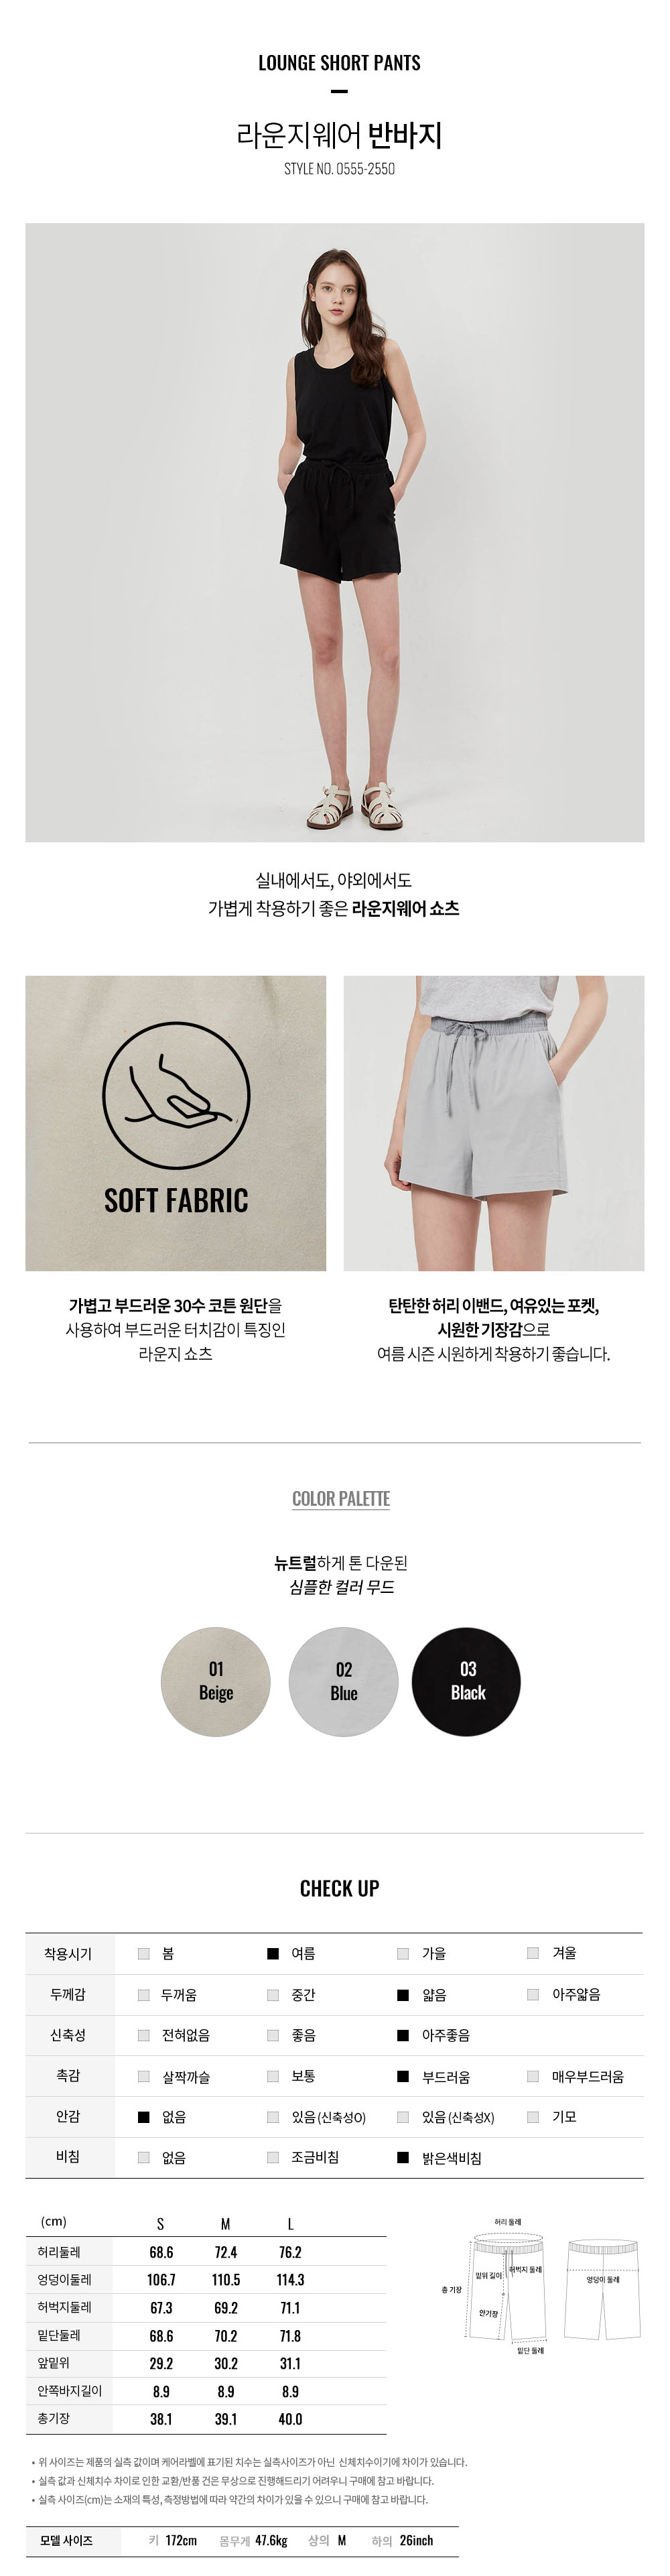 LOUNGE SHORT PANTS
라운지웨어 반바지
STYLE NO. 0555-2550
실내에서도, 야외에서도
가볍게 착용하기 좋은 라운지웨어 쇼츠
SOFT FABRIC
가볍고 부드러운 30수 코튼 원단을
사용하여 부드러운 터치감이 특징인
라운지 쇼츠
탄탄한 허리 이밴드, 여유있는 포켓,
시원한 기장감으로
여름 시즌 시원하게 착용하기 좋습니다.
COLOR PALETTE
뉴트럴하게 톤 다운된
심플한 컬러 무드
01
Beige
02
Blue
03
Black
CHECK UP
착용시기 봄 여름 가을 겨울
두께감 두꺼움 중간 얇음 아주얇음
신축성 전혀없음 좋음 아주좋음
촉감 살짝까슬 보통 부드러움 매우부드러움
안감 없음 있음(신축성O) 있음(신축성X) 기모
비침 없음 조금비침 밝은색비침
(cm) S M L
허리둘레 68.6 72.4 76.2
엉덩이둘레 106.7 110.5 114.3
허벅지둘레 67.3 69.2 71.1
밑단둘레 68.6 70.2 71.8
앞밑위 29.2 30.2 31.1
안쪽바지길이 8.9 8.9 8.9
총기장 38.1 39.1 40.0
허리 둘레
밑위 길이
허벅지 둘레
총 기장
안기장
밑단 둘레
엉덩이 둘레
• 위 사이즈는 제품의 실측 값이며 케어라벨에 표기된 치수는 실측사이즈가 아닌 신체치수이기에 차이가 있습니다.
• 실측 값과 신체치수 차이로 인한 교환/반품 건은 무상으로 진행해드리기 어려우니 구매에 참고 바랍니다.
• 실측 사이즈(cm)는 소재의 특성, 측정방법에 따라 약간의 차이가 있을 수 있으니 구매에 참고 바랍니다.
모델 사이즈 키 172cm 몸무게 47.6kg 상의 M 하의 26inch